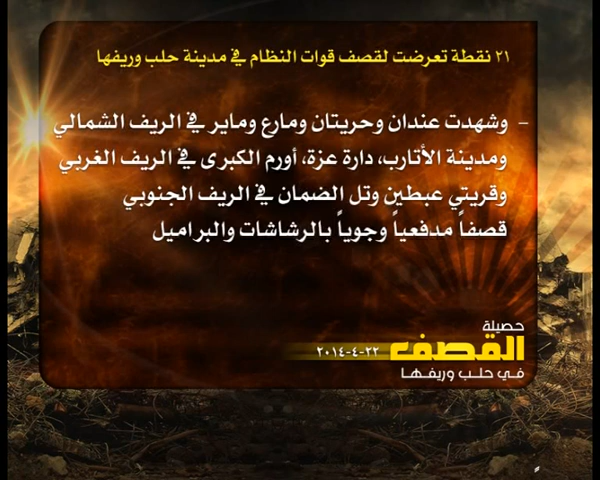 ٢١ نقطة تعرضت لقصف قوات النظام في مدينة حلب وريفها
- وشهدت عندان وحريتان ومارع وماير في الريف الشمالي
ومدينة الأتارب، دارة عزة، أورم الكبرى في الريف الغربي
وقريتي عبطين وتل الضمان في الريف الجنوبي
قصفاً مدفعياً وجوياً بالرشاشات والبراميل
حصيلة
القصف
٢٢-٤-٢٠١٤
في حلب وريفها